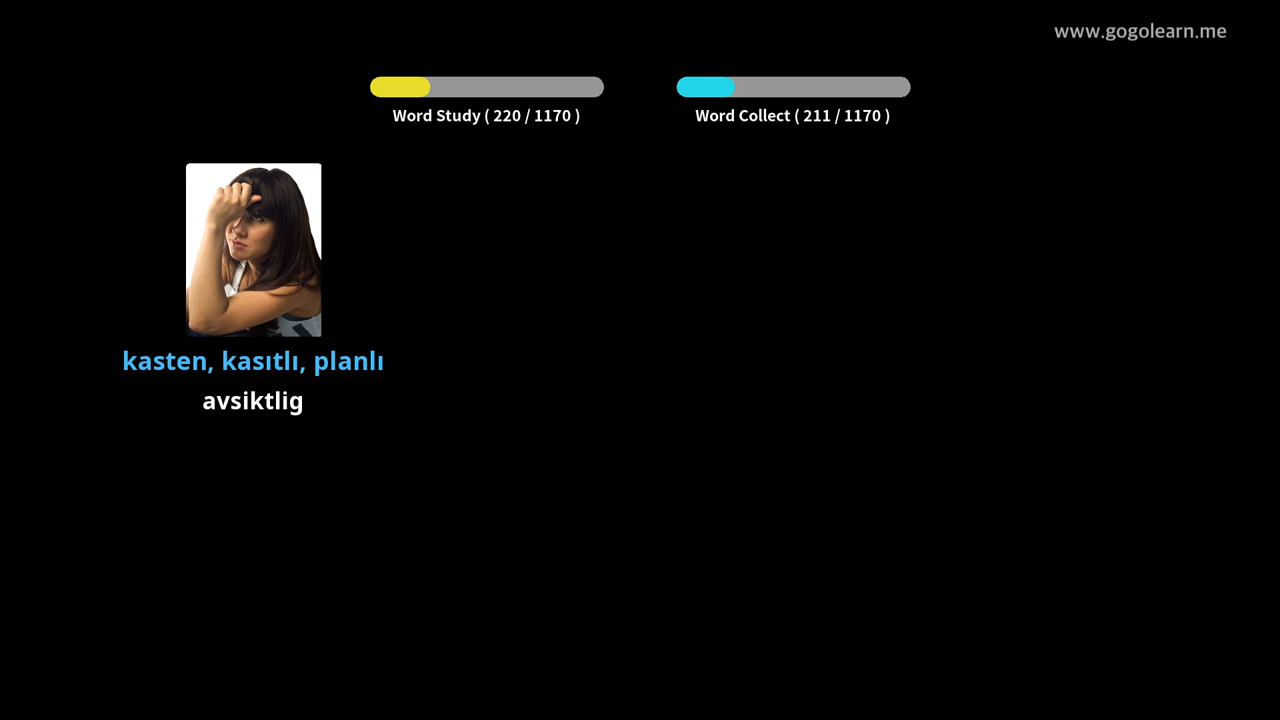 www.gogolearn.me
Word Study ( 220 / 1170 )
Word Collect ( 211 / 1170 )
kasten, kasıtlı, planlı
avsiktlig